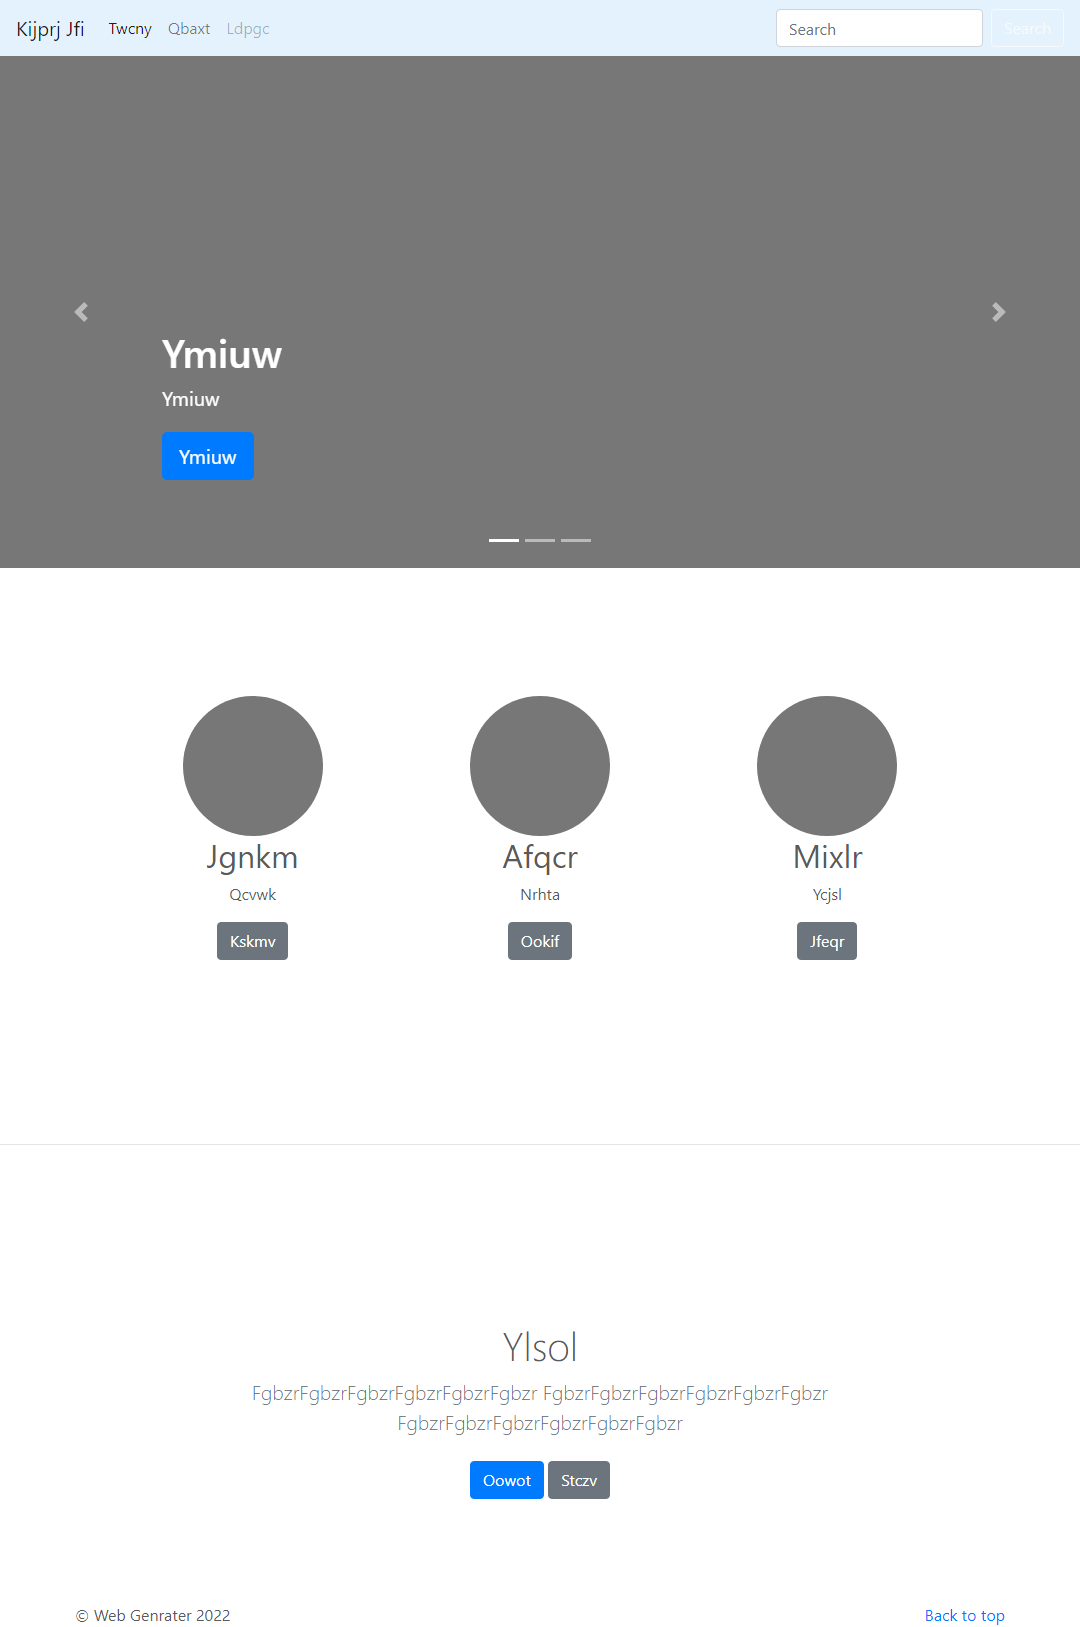 Kijprj Jfi Twcny Qbaxt Ldpgc Search Search
Ymiuw
Ymiuw
Ymiuw
Jgnkm Afqcr Mixlr
Qcvwk Nrhta Ycjsl
Kskmv Ookif Jfeqr
Ylsol
FgbzrFgbzrFgbzrFgbzrFgbzrFgbzr FgbzrFgbzrFgbzrFgbzrFgbzrFgbzr
FgbzrFgbzrFgbzrFgbzrFgbzrFgbzr
Oowot Stczv
© Web Genrater 2022 Back to top